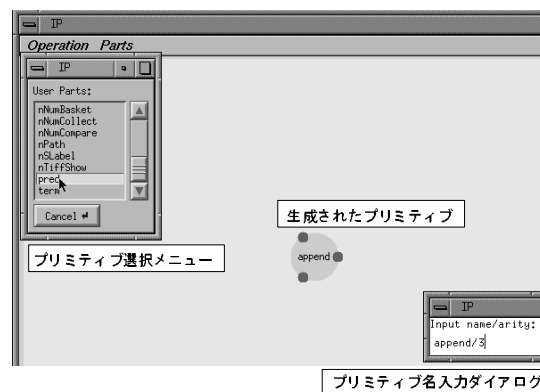 IP
Operation Parts
IP
User Parts:
nNumBasket
nNumCollect
nNumCompare
nPath
nSLabel
nTiffShow
pred
term
Cancel
プリミティブ選択メニュー
生成されたプリミティブ
append
IP
Input name/arity:
append/3
プリミティブ名入力ダイアログ